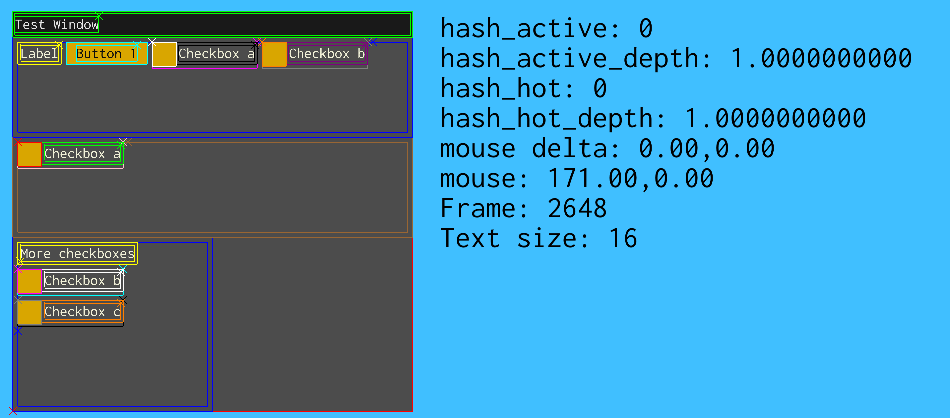 Test Window
Label Button 1 Checkbox a Checkbox b
Checkbox a
More checkboxes
Checkbox b
Checkbox c
hash_active: 0
hash_active_depth: 1.0000000000
hash_hot: 0
hash_hot_depth: 1.0000000000
mouse delta: 0.00,0.00
mouse: 171.00,0.00
Frame: 2648
Text size: 16